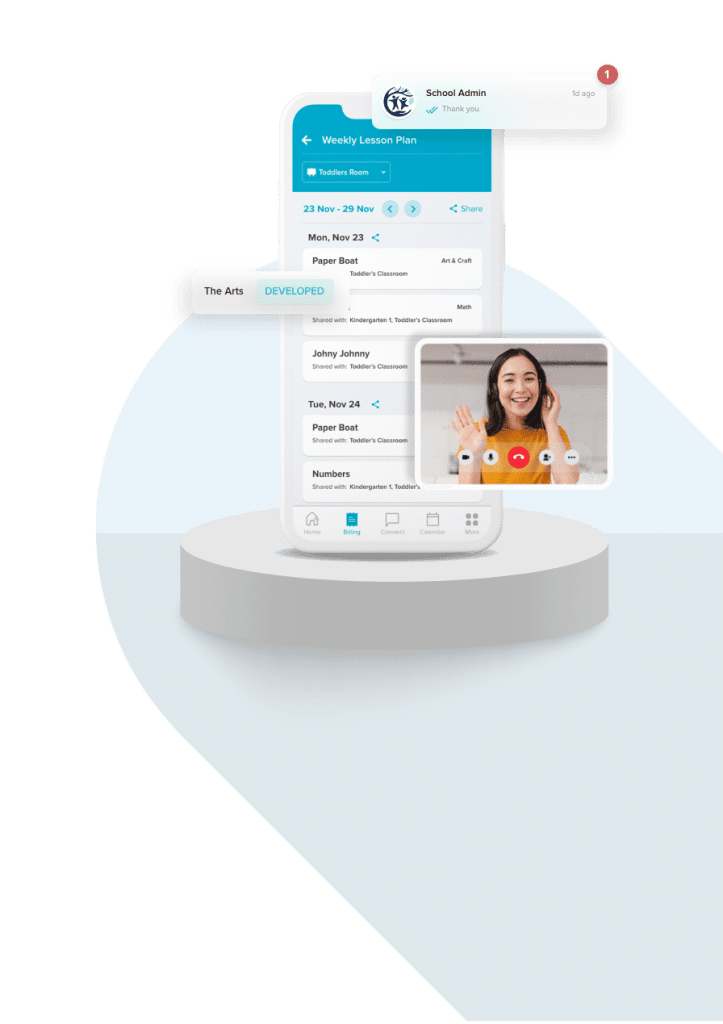 1
School Admin 1d ago
Thank you.
Weekly Lesson Plan
Toddlers Room
23 Nov - 29 Nov Share
Mon, Nov 23
Paper Boat Art & Craft
Toddler's Classroom
The Arts DEVELOPED
Math
Shared with: Kindergarten 1, Toddler's Classroom
Johny Johnny
Shared with: Toddler's Classroom
Tue, Nov 24
Paper Boat
Shared with: Toddler's Classroom
Numbers
Shared with: Kindergarten 1, Toddler's
Home Billing Connect Calendar More